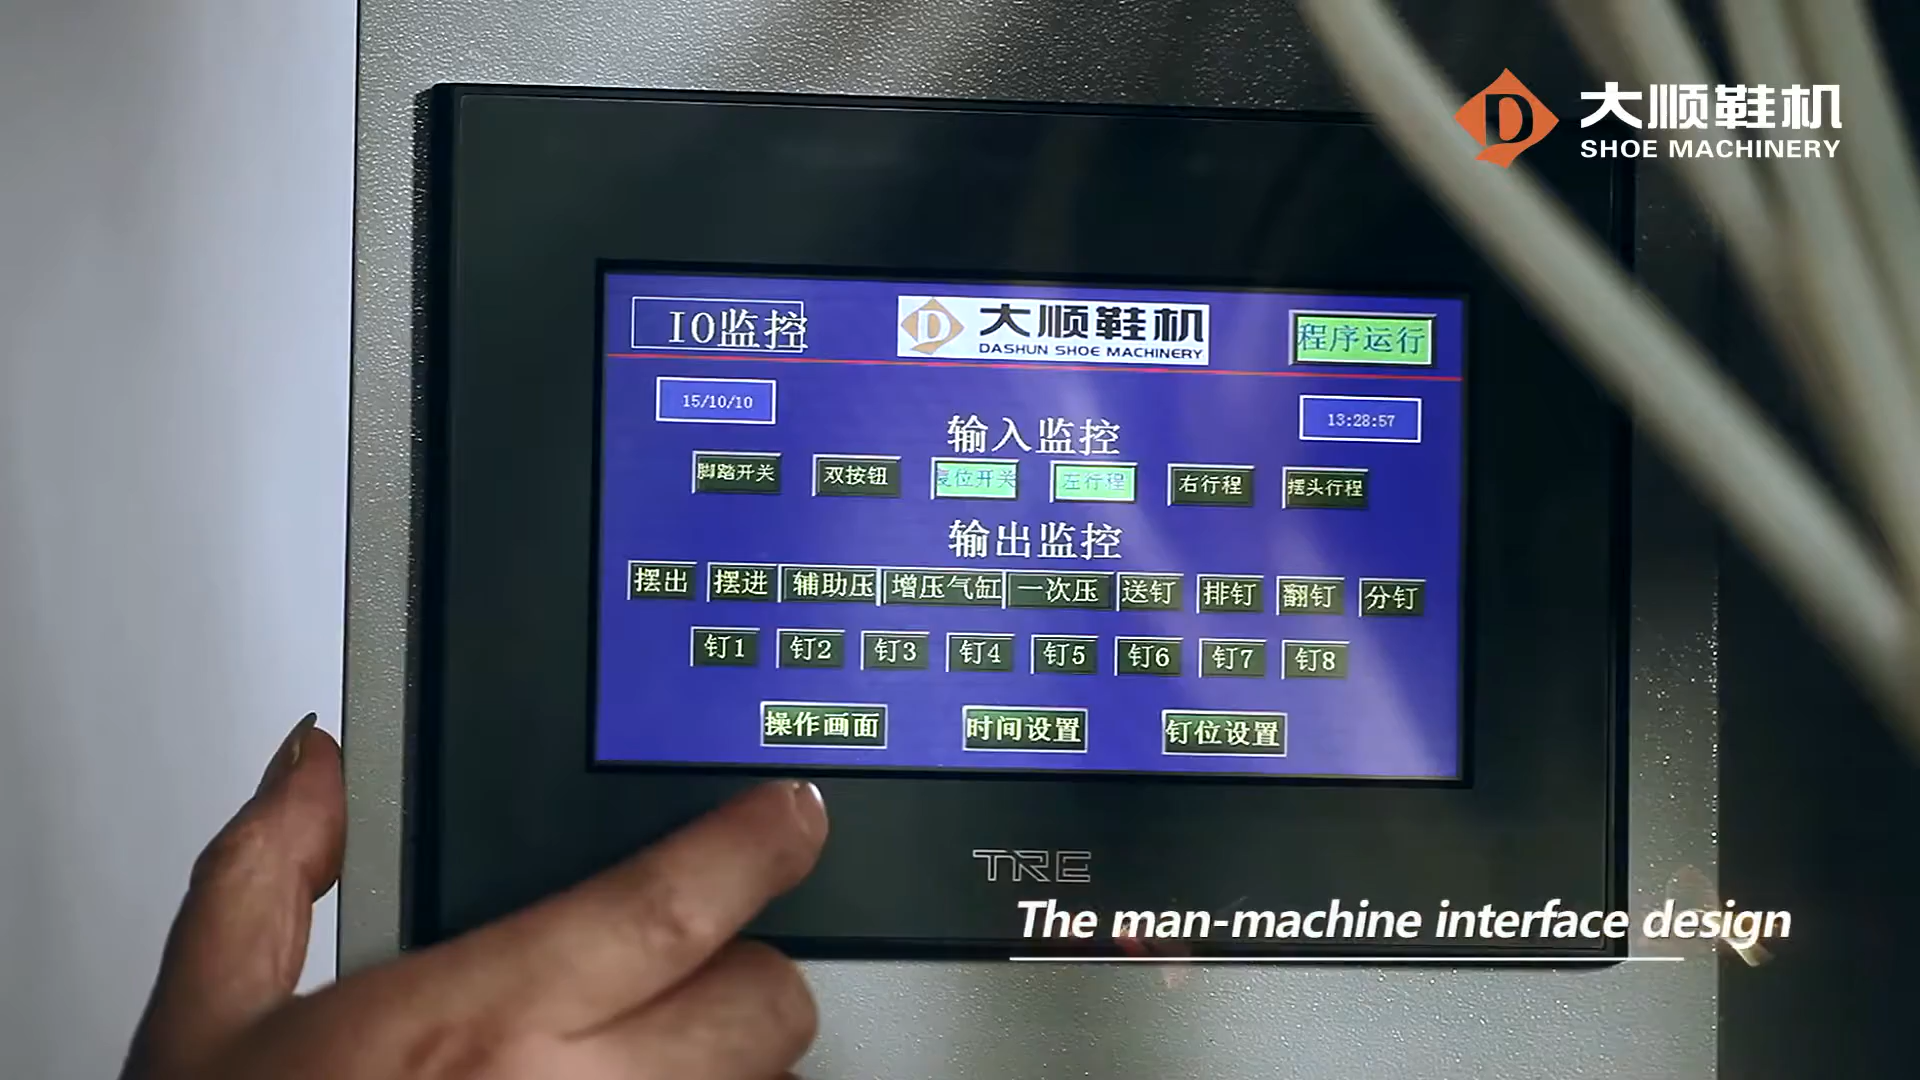 大顺鞋机
SHOE MACHINERY
IO监控
大顺鞋机
DASHUN SHOE MACHINERY
程序运行
15/10/10
13:28:57
输入监控
脚踏开关 双按钮 复位开关 左行程 右行程 摆头行程
输出监控
摆出 摆进 辅助压 增压气缸 一次压 送钉 排钉 翻钉 分钉
钉1 钉2 钉3 钉4 钉5 钉6 钉7 钉8
操作画面 时间设置 钉位设置
TRE
The man-machine interface design